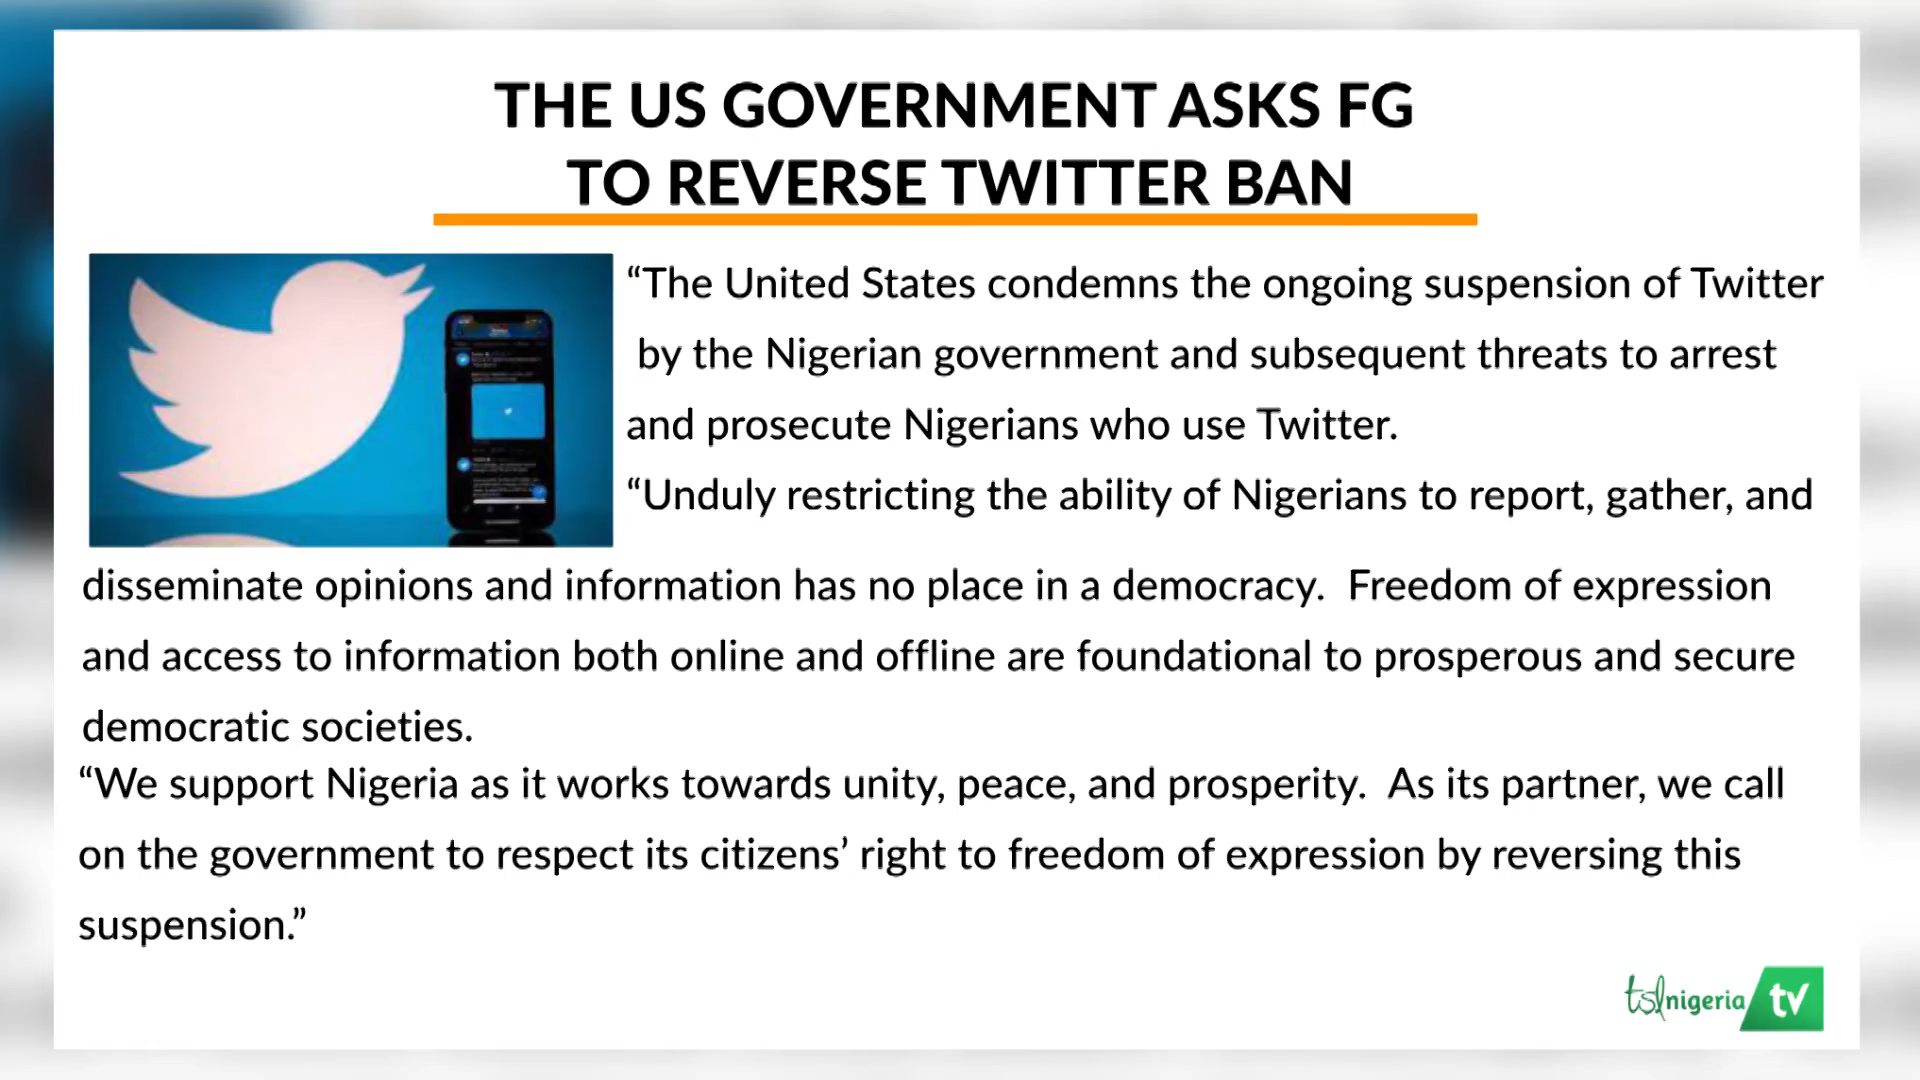 THE US GOVERNMENT ASKS FG
TO REVERSE TWITTER BAN
“The United States condemns the ongoing suspension of Twitter
by the Nigerian government and subsequent threats to arrest
and prosecute Nigerians who use Twitter.
“Unduly restricting the ability of Nigerians to report, gather, and
disseminate opinions and information has no place in a democracy.  Freedom of expression
and access to information both online and offline are foundational to prosperous and secure
democratic societies.
“We support Nigeria as it works towards unity, peace, and prosperity.  As its partner, we call
on the government to respect its citizens’ right to freedom of expression by reversing this
suspension.”
tslnigeria tv